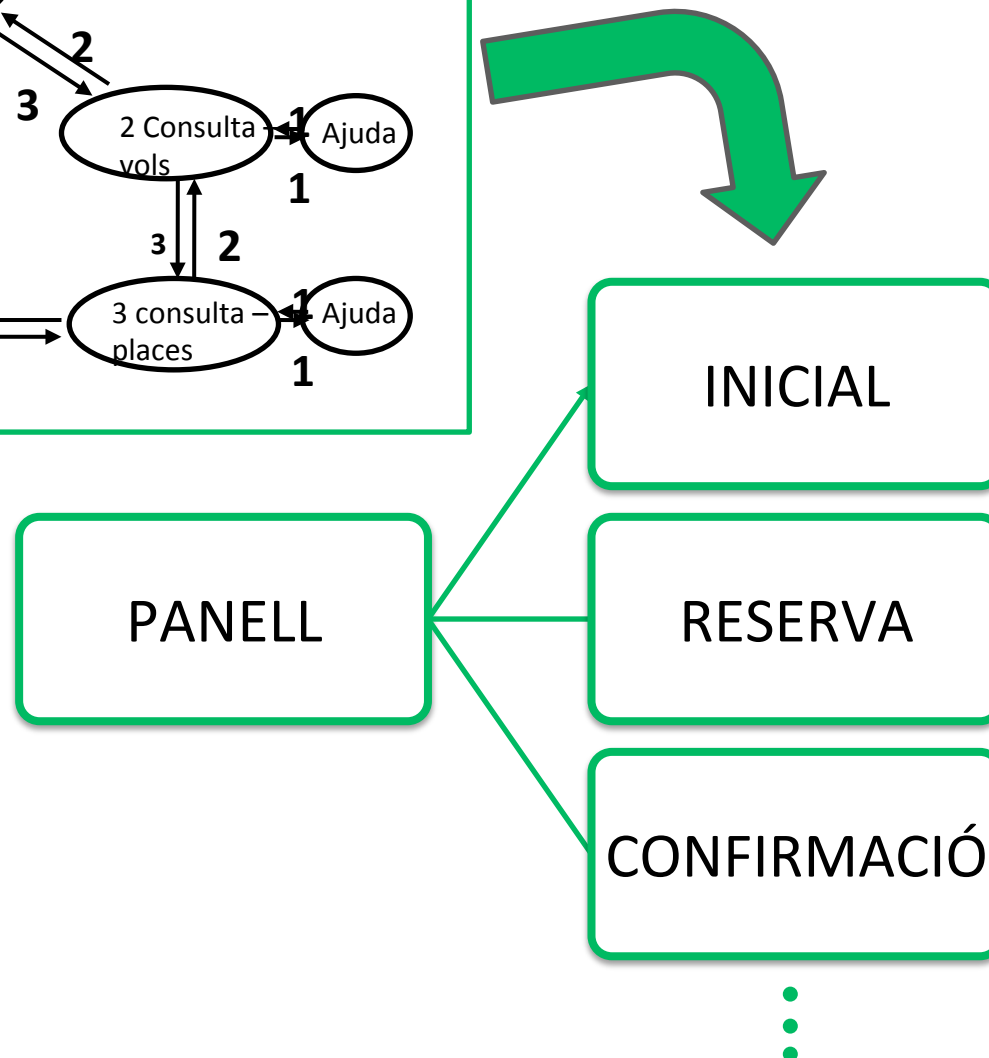 2
3
2 Consulta –
vols
1
Ajuda
1
3
2
3 consulta –
places
1
Ajuda
1
INICIAL
PANELL
RESERVA
CONFIRMACIÓ